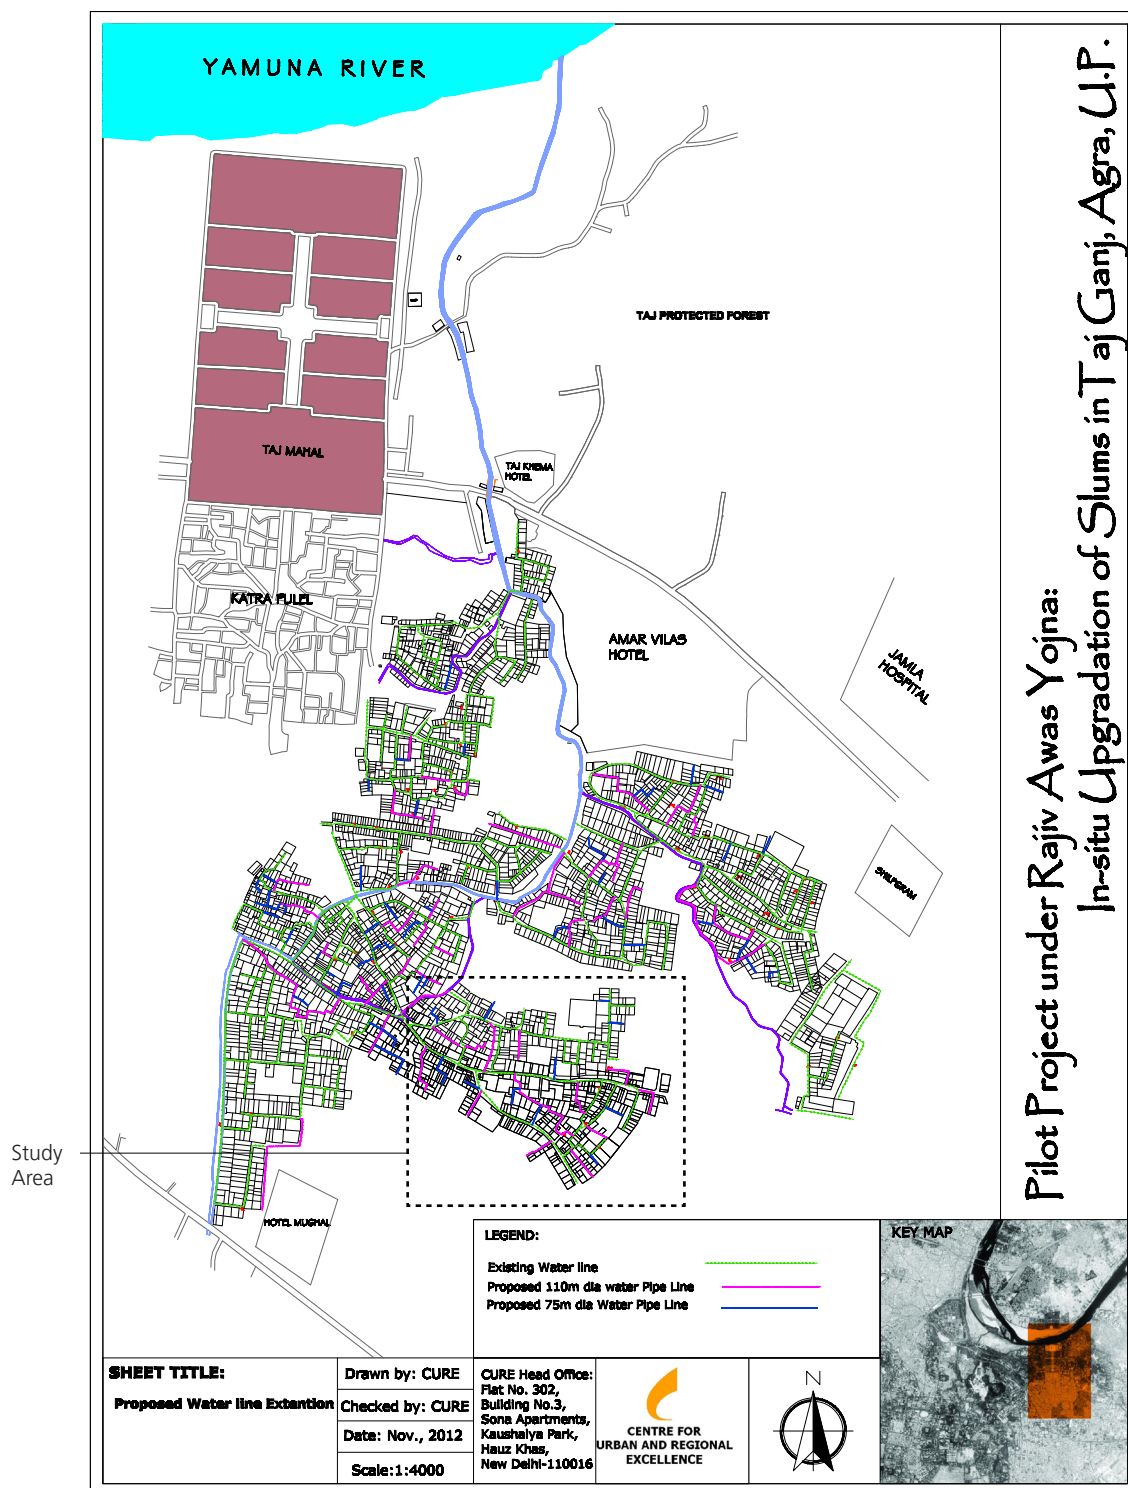 YAMUNA RIVER
Pilot Project under Rajiv Awas Yojna:
In-situ Upgradation of Slums in Taj Ganj, Agra, U.P.
TAJ PROTECTED FOREST
TAJ MAHAL
TAJ KHEMA
HOTEL
KATRA FULEL
AMAR VILAS
HOTEL
JAMLA
HOSPITAL
SHILPGRAM
Study
Area
HOTEL MUGHAL
LEGEND:
Existing Water line
Proposed 110m dia water Pipe Line
Proposed 75m dia Water Pipe Line
KEY MAP
SHEET TITLE:
Proposed Water line Extention
Drawn by: CURE
Checked by: CURE
Date: Nov., 2012
Scale:1:4000
CURE Head Office:
Flat No. 302,
Building No.3,
Sona Apartments,
Kaushalya Park,
Hauz Khas,
New Delhi-110016
CENTRE FOR
URBAN AND REGIONAL
EXCELLENCE
N